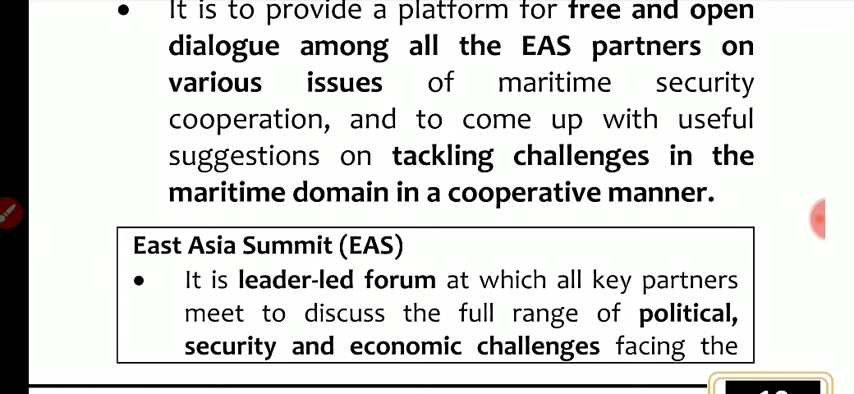 • It is to provide a platform for free and open
dialogue among all the EAS partners on
various issues of maritime security
cooperation, and to come up with useful
suggestions on tackling challenges in the
maritime domain in a cooperative manner.
East Asia Summit (EAS)
• It is leader-led forum at which all key partners
meet to discuss the full range of political,
security and economic challenges facing the